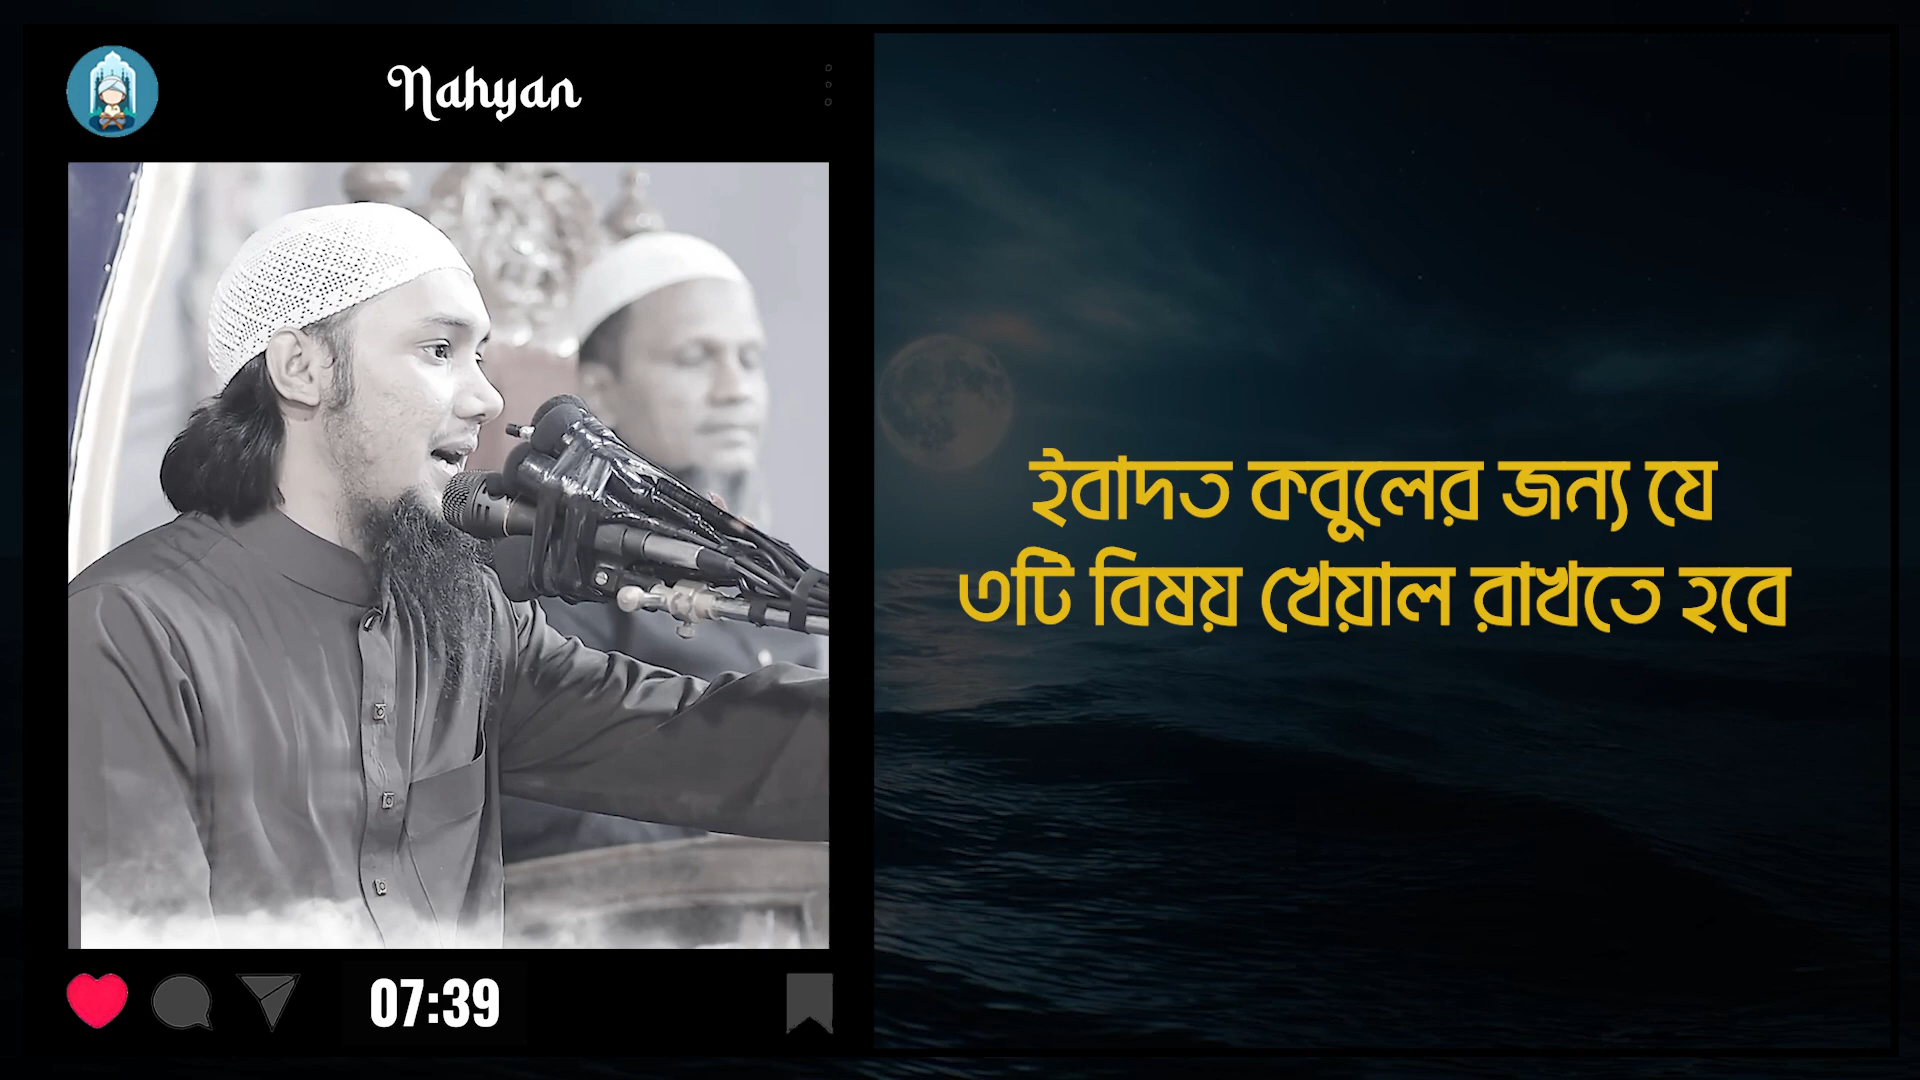 Nahyan
ইবাদত কবুলের জন্য যে
৩টি বিষয় খেয়াল রাখতে হবে
07:39